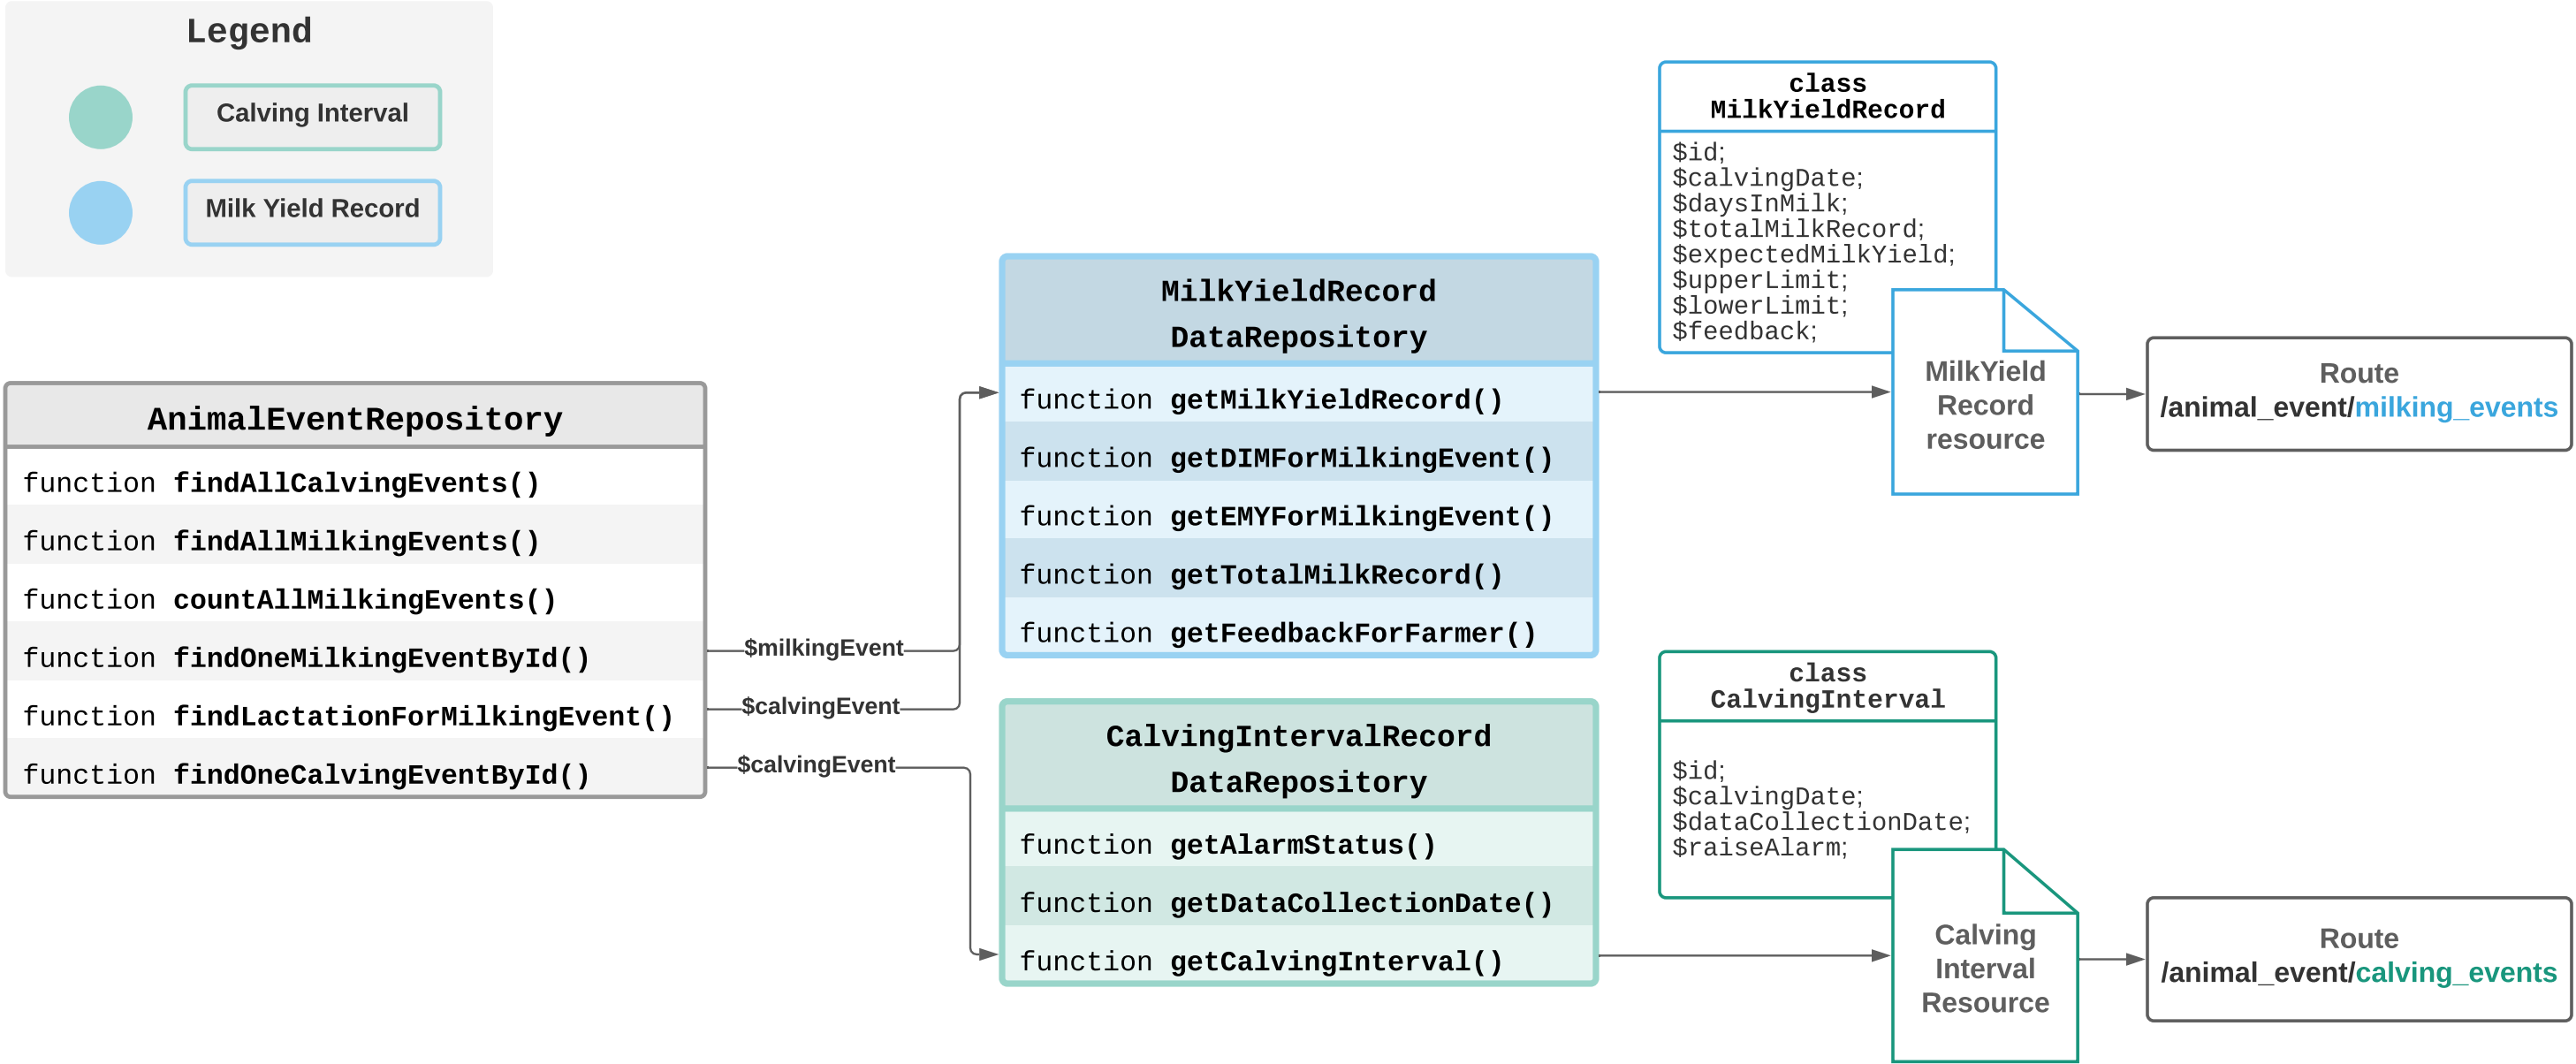 Legend
Calving Interval
Milk Yield Record
AnimalEventRepository
function findAllCalvingEvents()
function findAllMilkingEvents()
function countAllMilkingEvents()
function findOneMilkingEventById()
function findLactationForMilkingEvent()
function findOneCalvingEventById()
$milkingEvent
$calvingEvent
$calvingEvent
MilkYieldRecord
DataRepository
function getMilkYieldRecord()
function getDIMForMilkingEvent()
function getEMYForMilkingEvent()
function getTotalMilkRecord()
function getFeedbackForFarmer()
CalvingIntervalRecord
DataRepository
function getAlarmStatus()
function getDataCollectionDate()
function getCalvingInterval()
class
MilkYieldRecord
$id;
$calvingDate;
$daysInMilk;
$totalMilkRecord;
$expectedMilkYield;
$upperLimit;
$lowerLimit;
$feedback;
MilkYield
Record
resource
Route
/animal_event/milking_events
class
CalvingInterval
$id;
$calvingDate;
$dataCollectionDate;
$raiseAlarm;
Calving
Interval
Resource
Route
/animal_event/calving_events